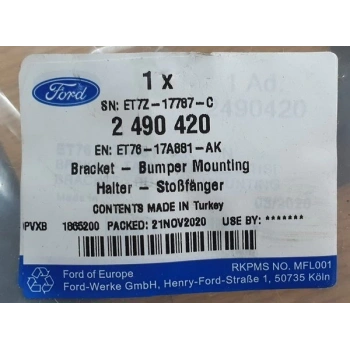 Ford
1 x
SN: ET7Z-17787-C
2 490 420
EN: ET76-17A881-AK
Bracket - Bumper Mounting
Halter - Stoßfänger
CONTENTS MADE IN Turkey
1865200 PACKED: 21NOV2020 USE BY: *******
Ford of Europe
RKPMS NO. MFL001
Ford-Werke GmbH, Henry-Ford-Straße 1, 50735 Köln